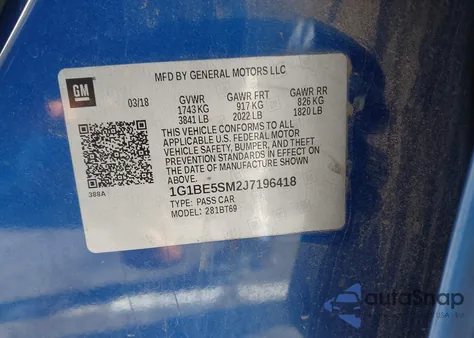 MFD BY GENERAL MOTORS LLC
GM
03/18 GVWR GAWR FRT GAWR RR
1743 KG 917 KG 826 KG
3841 LB 2022 LB 1820 LB
THIS VEHICLE CONFORMS TO ALL
APPLICABLE U.S. FEDERAL MOTOR
VEHICLE SAFETY, BUMPER, AND THEFT
PREVENTION STANDARDS IN EFFECT ON
THE DATE OF MANUFACTURE SHOWN
ABOVE.
1G1BE5SM2J7196418
TYPE: PASS CAR
MODEL: 281BT69
388A
autoSnap